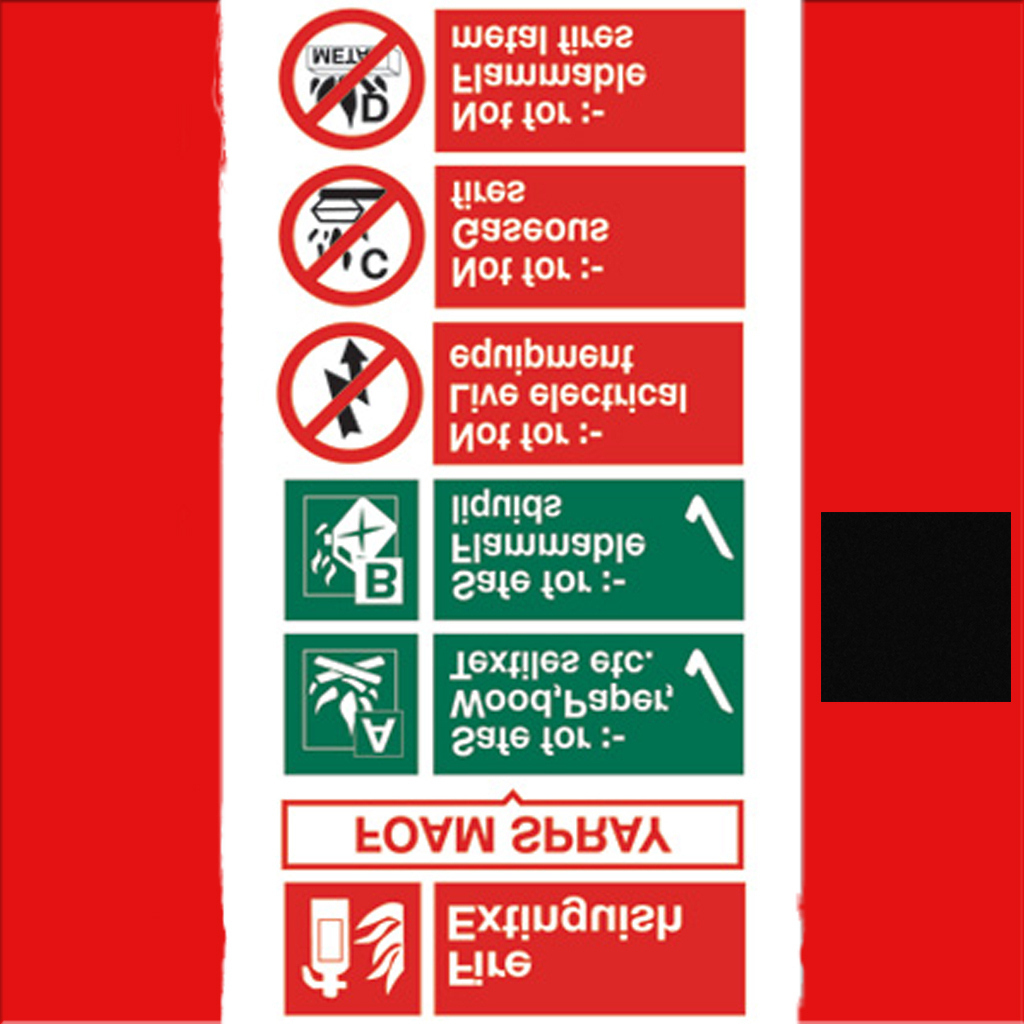 Fire
Extinguish
FOAM SPRAY
A
Safe for :-
Wood,Paper,
Textiles etc.
B
Safe for :-
Flammable
liquids
Not for :-
Live electrical
equipment
C
Not for :-
Gaseous
fires
D
META
Not for :-
Flammable
metal fires